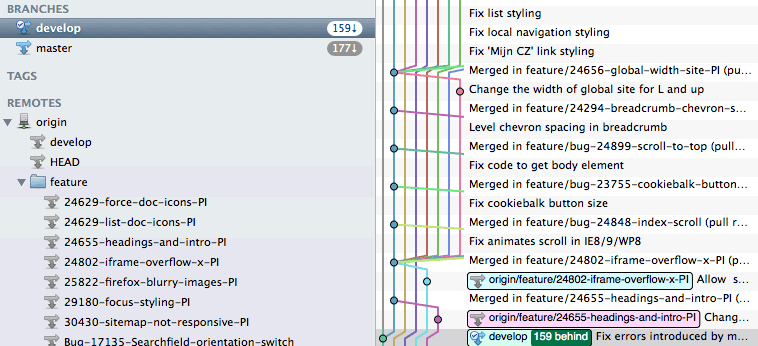 BRANCHES
develop 159↓
master 177↓
TAGS
REMOTES
origin
develop
HEAD
feature
24629-force-doc-icons-PI
24629-list-doc-icons-PI
24655-headings-and-intro-PI
24802-iframe-overflow-x-PI
25822-firefox-blurry-images-PI
29180-focus-styling-PI
30430-sitemap-not-responsive-PI
Bug-17135-Searchfield-orientation-switch
Fix list styling
Fix local navigation styling
Fix 'Mijn CZ' link styling
Merged in feature/24656-global-width-site-PI (pu...
Change the width of global site for L and up
Merged in feature/24294-breadcrumb-chevron-s...
Level chevron spacing in breadcrumb
Merged in feature/bug-24899-scroll-to-top (pull...
Fix code to get body element
Merged in feature/bug-23755-cookiebalk-button...
Fix cookiebalk button size
Merged in feature/bug-24848-index-scroll (pull r...
Fix animates scroll in IE8/9/WP8
Merged in feature/24802-iframe-overflow-x-PI (p...
origin/feature/24802-iframe-overflow-x-PI Allow s...
Merged in feature/24655-headings-and-intro-PI (...
origin/feature/24655-headings-and-intro-PI Chang...
develop 159 behind Fix errors introduced by m...